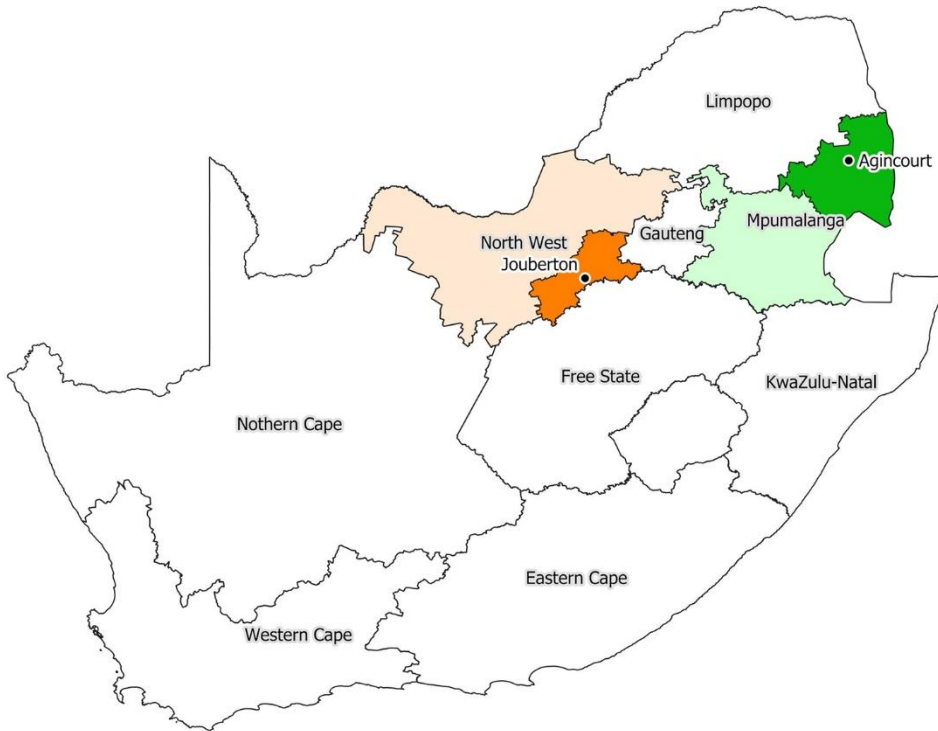 Limpopo
Agincourt
Mpumalanga
Gauteng
North West
Jouberton
Free State
KwaZulu-Natal
Nothern Cape
Eastern Cape
Western Cape